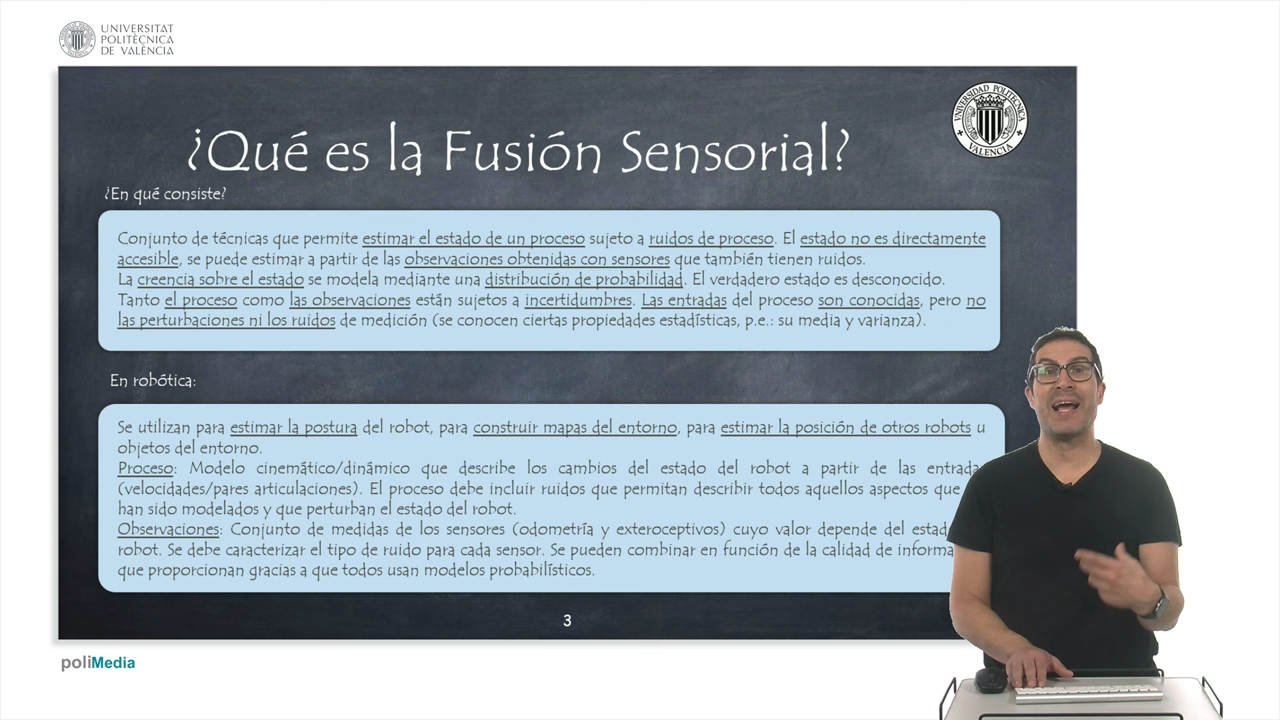 UNIVERSITAT
POLITÈCNICA
DE VALÈNCIA
UNIVERSIDAD POLITECNICA
VALENCIA
¿Qué es la Fusión Sensorial?
¿En qué consiste?
Conjunto de técnicas que permite estimar el estado de un proceso sujeto a ruidos de proceso. El estado no es directamente
accesible, se puede estimar a partir de las observaciones obtenidas con sensores que también tienen ruidos.
La creencia sobre el estado se modela mediante una distribución de probabilidad. El verdadero estado es desconocido.
Tanto el proceso como las observaciones están sujetos a incertidumbres. Las entradas del proceso son conocidas, pero no
las perturbaciones ni los ruidos de medición (se conocen ciertas propiedades estadísticas, p.e.: su media y varianza).
En robótica:
Se utilizan para estimar la postura del robot, para construir mapas del entorno, para estimar la posición de otros robots u
objetos del entorno.
Proceso: Modelo cinemático/dinámico que describe los cambios del estado del robot a partir de las
(velocidades/pares articulaciones). El proceso debe incluir ruidos que permitan describir todos aquellos aspectos que
han sido modelados y que perturban el estado del robot.
Observaciones: Conjunto de medidas de los sensores (odometría y exteroceptivos) cuyo valor depende del
robot. Se debe caracterizar el tipo de ruido para cada sensor. Se pueden combinar en función de la calidad de
que proporcionan gracias a que todos usan modelos probabilísticos.
3
poliMedia